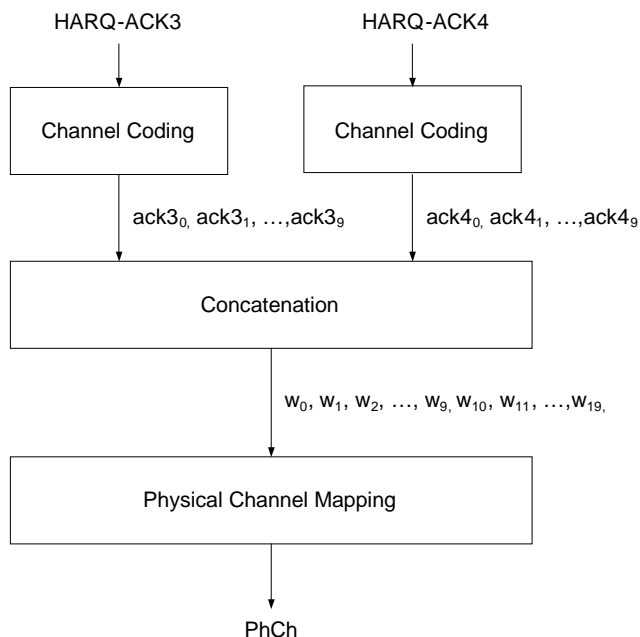 HARQ-ACK3 HARQ-ACK4
Channel Coding Channel Coding
ack3₀, ack3₁, …,ack3₉ ack4₀, ack4₁, …,ack4₉
Concatenation
w₀, w₁, w₂, …, w₉, w₁₀, w₁₁, …,w₁₉,
Physical Channel Mapping
PhCh